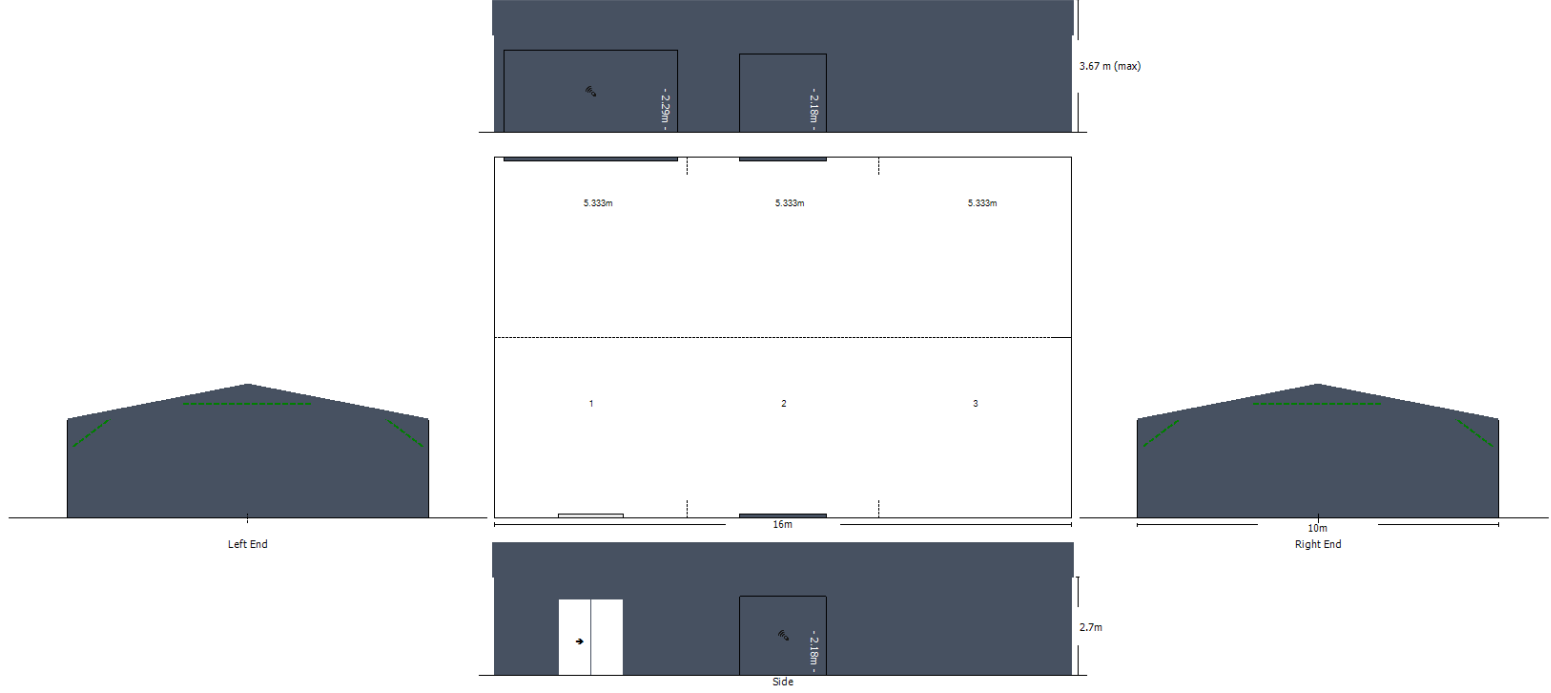 3.67 m (max)
- 2.29m -
- 2.18m -
5.333m
5.333m
5.333m
1
2
3
16m
10m
Left End
Right End
2.7m
- 2.18m -
Side